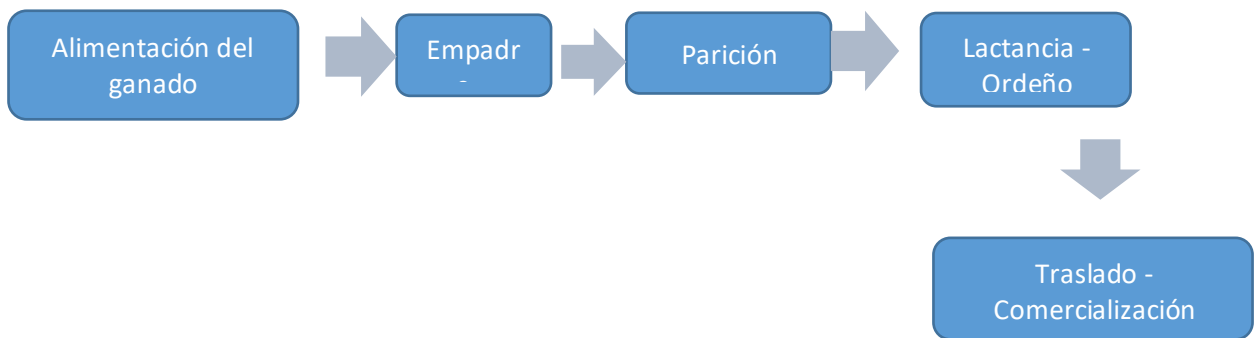 Alimentación del
ganado
Empadr
Parición
Lactancia -
Ordeño
Traslado -
Comercialización